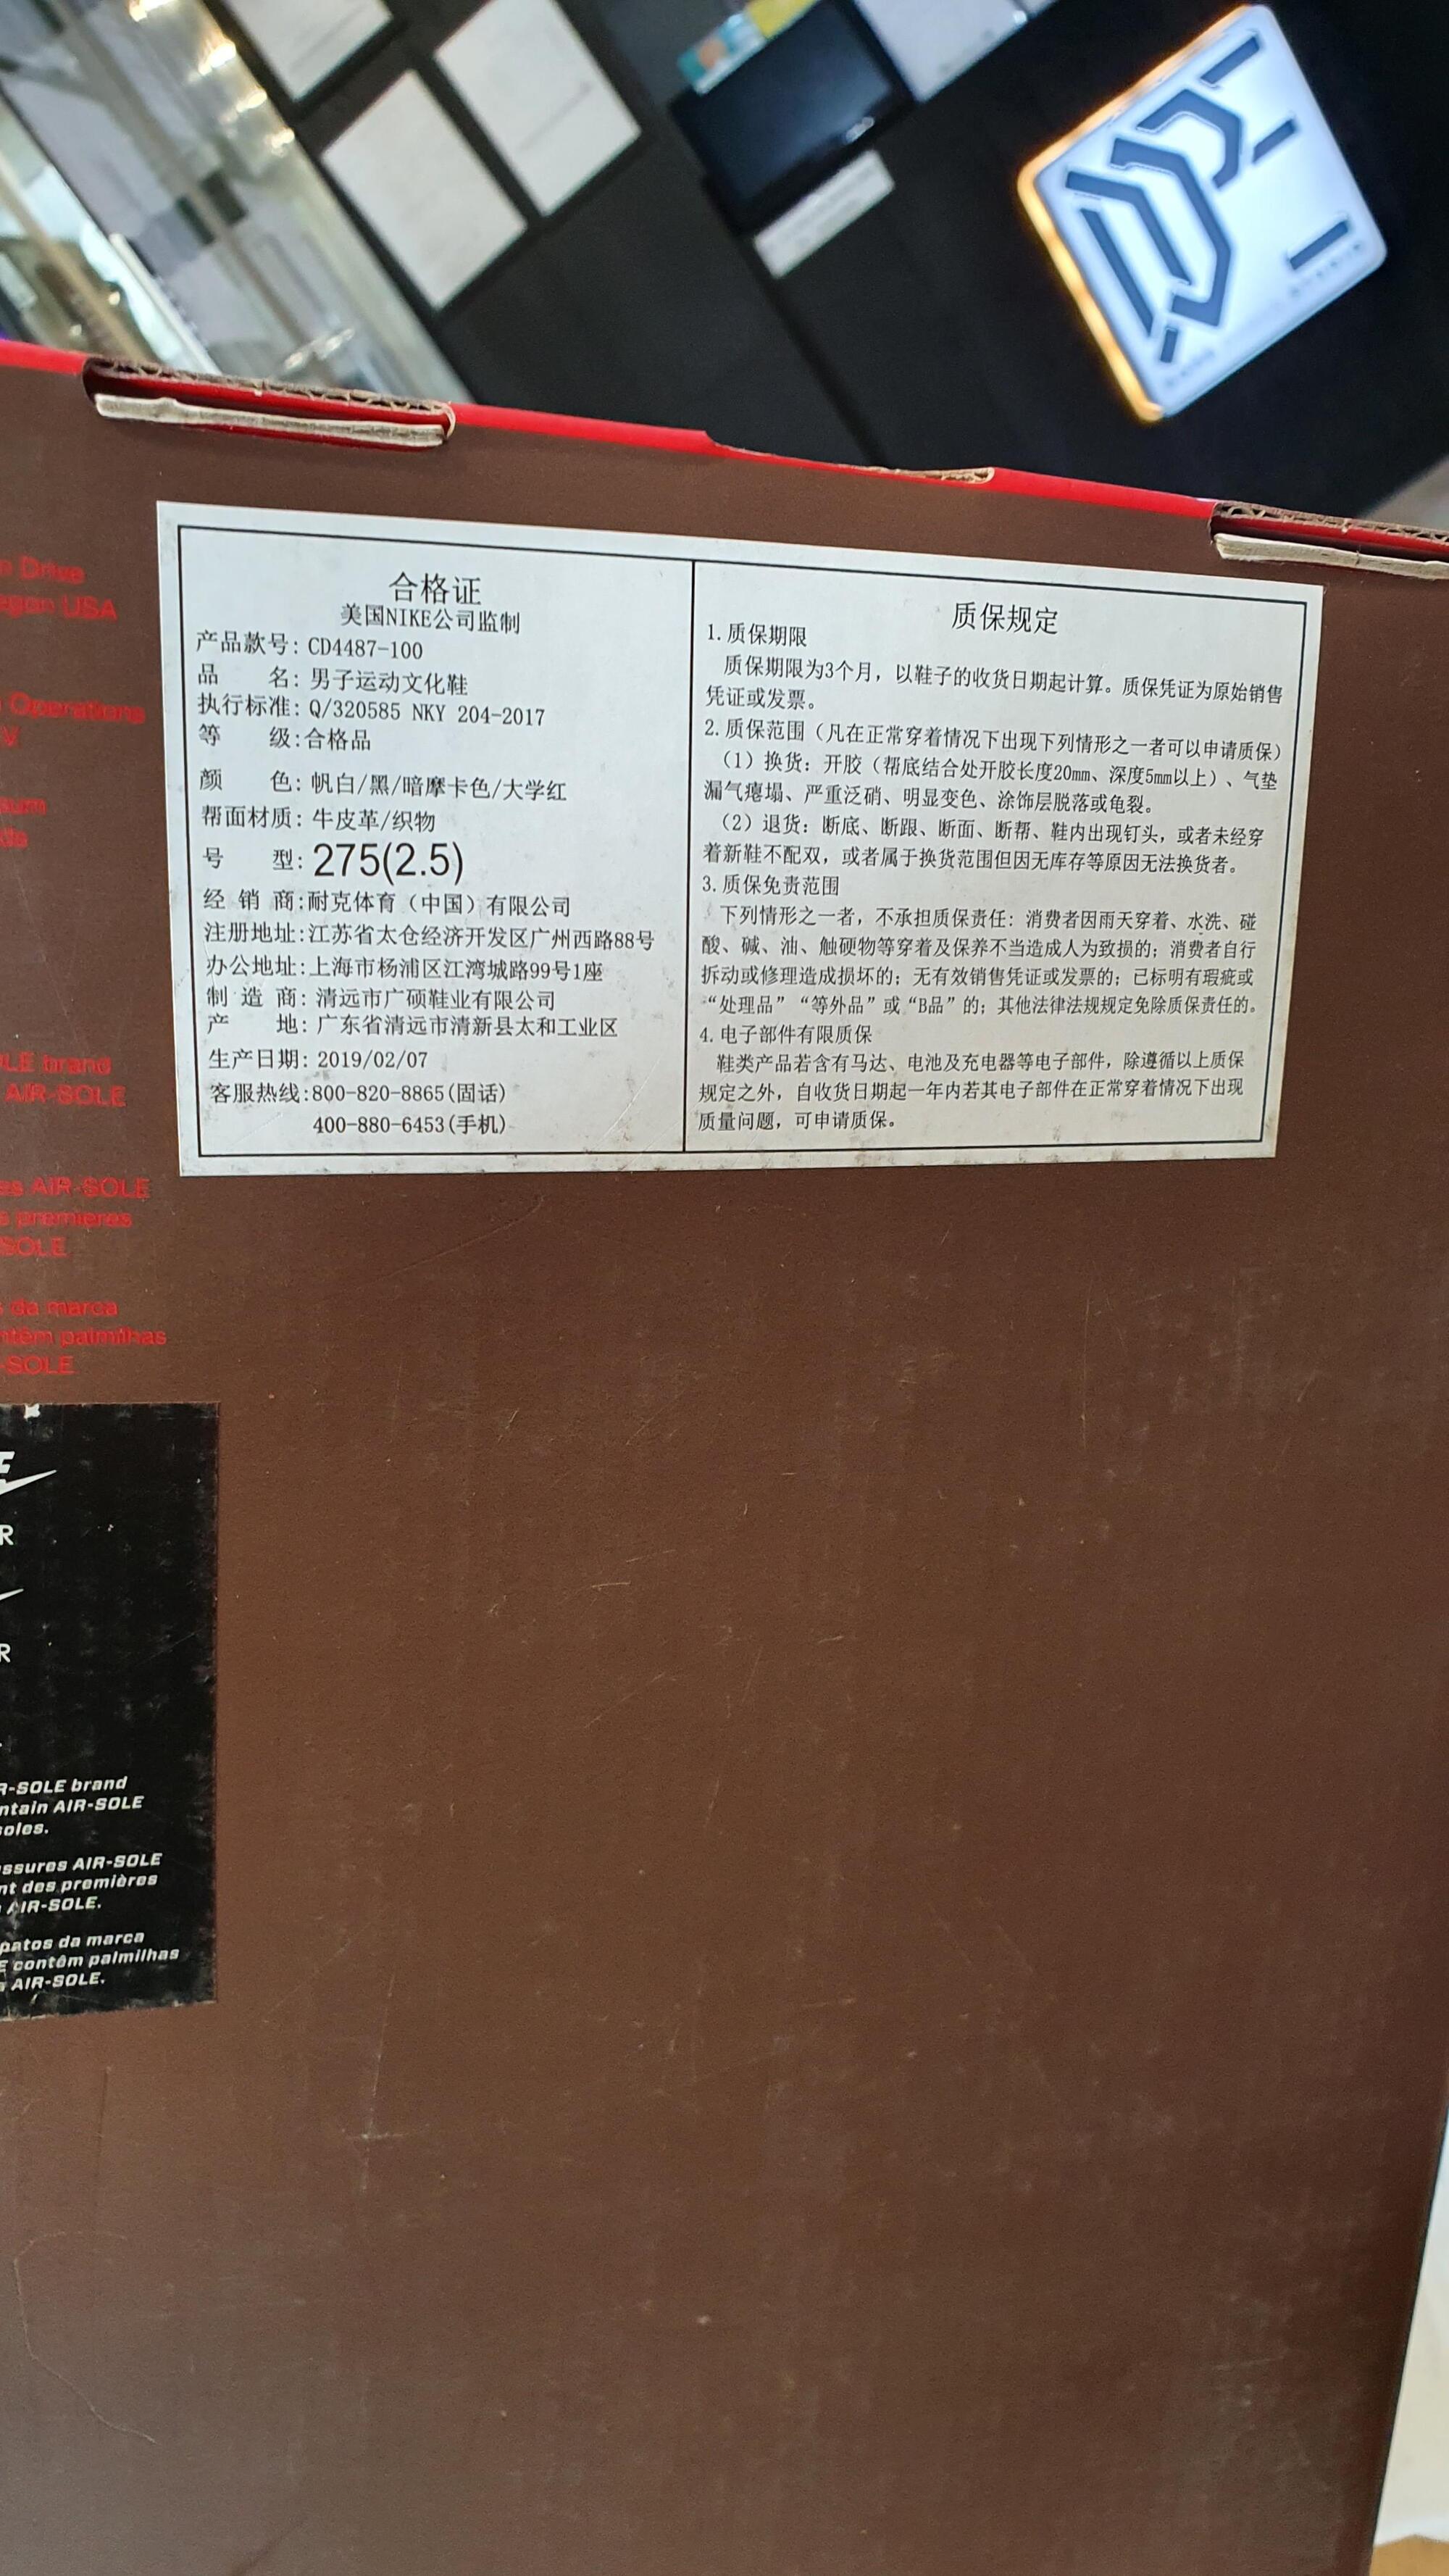 n Drive
egon USA
Operations
V
ium
ds
OLE brand
AIR-SOLE
es AIR-SOLE
s premieres
SOLE
s da marca
ntêm palmilhas
-SOLE
合格证
美国NIKE公司监制
产品款号: CD4487-100
品 名: 男子运动文化鞋
执行标准: Q/320585 NKY 204-2017
等 级: 合格品
颜 色: 帆白/黑/暗摩卡色/大学红
帮面材质: 牛皮革/织物
号 型: 275(2.5)
经 销 商: 耐克体育（中国）有限公司
注册地址: 江苏省太仓经济开发区广州西路88号
办公地址: 上海市杨浦区江湾城路99号1座
制 造 商: 清远市广硕鞋业有限公司
产 地: 广东省清远市清新县太和工业区
生产日期: 2019/02/07
客服热线: 800-820-8865(固话)
400-880-6453(手机)
质保规定
1. 质保期限
质保期限为3个月，以鞋子的收货日期起计算。质保凭证为原始销售
凭证或发票。
2. 质保范围（凡在正常穿着情况下出现下列情形之一者可以申请质保）
（1）换货：开胶（帮底结合处开胶长度20mm、深度5mm以上）、气垫
漏气瘪塌、严重泛硝、明显变色、涂饰层脱落或龟裂。
（2）退货：断底、断跟、断面、断帮、鞋内出现钉头，或者未经穿
着新鞋不配双，或者属于换货范围但因无库存等原因无法换货者。
3. 质保免责范围
下列情形之一者，不承担质保责任：消费者因雨天穿着、水洗、碰
酸、碱、油、触硬物等穿着及保养不当造成人为致损的；消费者自行
拆动或修理造成损坏的；无有效销售凭证或发票的；已标明有瑕疵或
“处理品”“等外品”或“B品”的；其他法律法规规定免除质保责任的。
4. 电子部件有限质保
鞋类产品若含有马达、电池及充电器等电子部件，除遵循以上质保
规定之外，自收货日期起一年内若其电子部件在正常穿着情况下出现
质量问题，可申请质保。
E
R
R
R-SOLE brand
ntain AIR-SOLE
soles.
ssures AIR-SOLE
nt des premières
AIR-SOLE.
patos da marca
E contêm palmilhas
a AIR-SOLE.